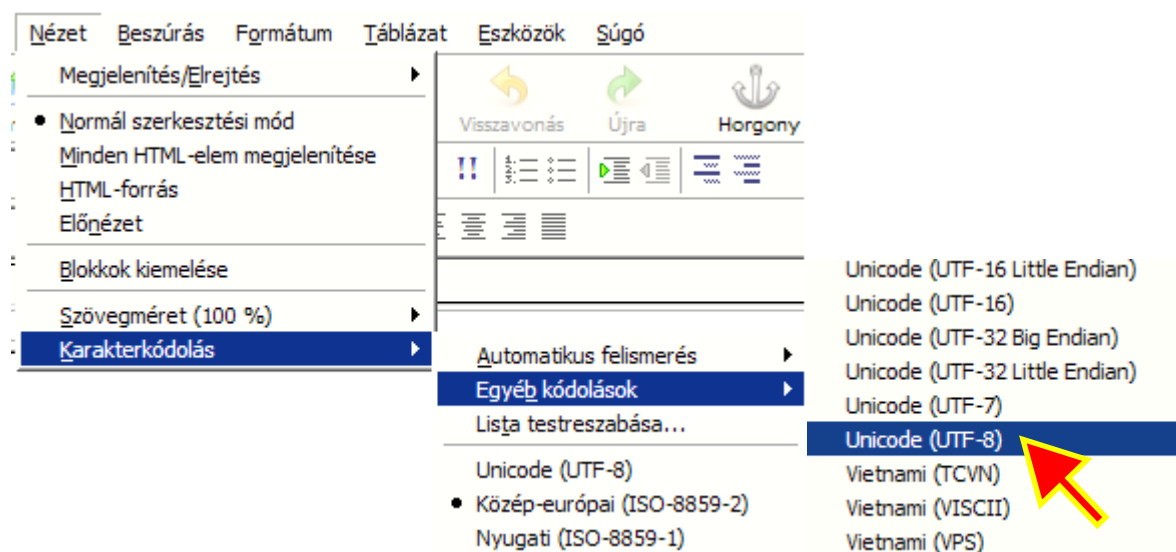 Nézet Beszúrás Formátum Táblázat Eszközök Súgó
Megjelenítés/Elrejtés
Normál szerkesztési mód
Minden HTML-elem megjelenítése
HTML-forrás
Előnézet
Blokkok kiemelése
Szövegméret (100 %)
Karakterkódolás
Visszavonás Újra Horgony
Automatikus felismerés
Egyéb kódolások
Lista testreszabása...
Unicode (UTF-8)
Közép-európai (ISO-8859-2)
Nyugati (ISO-8859-1)
Unicode (UTF-16 Little Endian)
Unicode (UTF-16)
Unicode (UTF-32 Big Endian)
Unicode (UTF-32 Little Endian)
Unicode (UTF-7)
Unicode (UTF-8)
Vietnami (TCVN)
Vietnami (VISCII)
Vietnami (VPS)